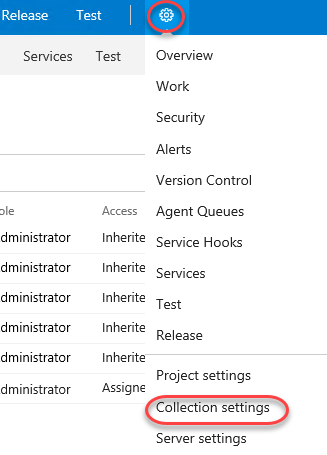 Release Test
Services Test
ole Access
dministrator Inherite
dministrator Inherite
dministrator Inherite
dministrator Inherite
dministrator Inherite
dministrator Assigne
Overview
Work
Security
Alerts
Version Control
Agent Queues
Service Hooks
Services
Test
Release
Project settings
Collection settings
Server settings